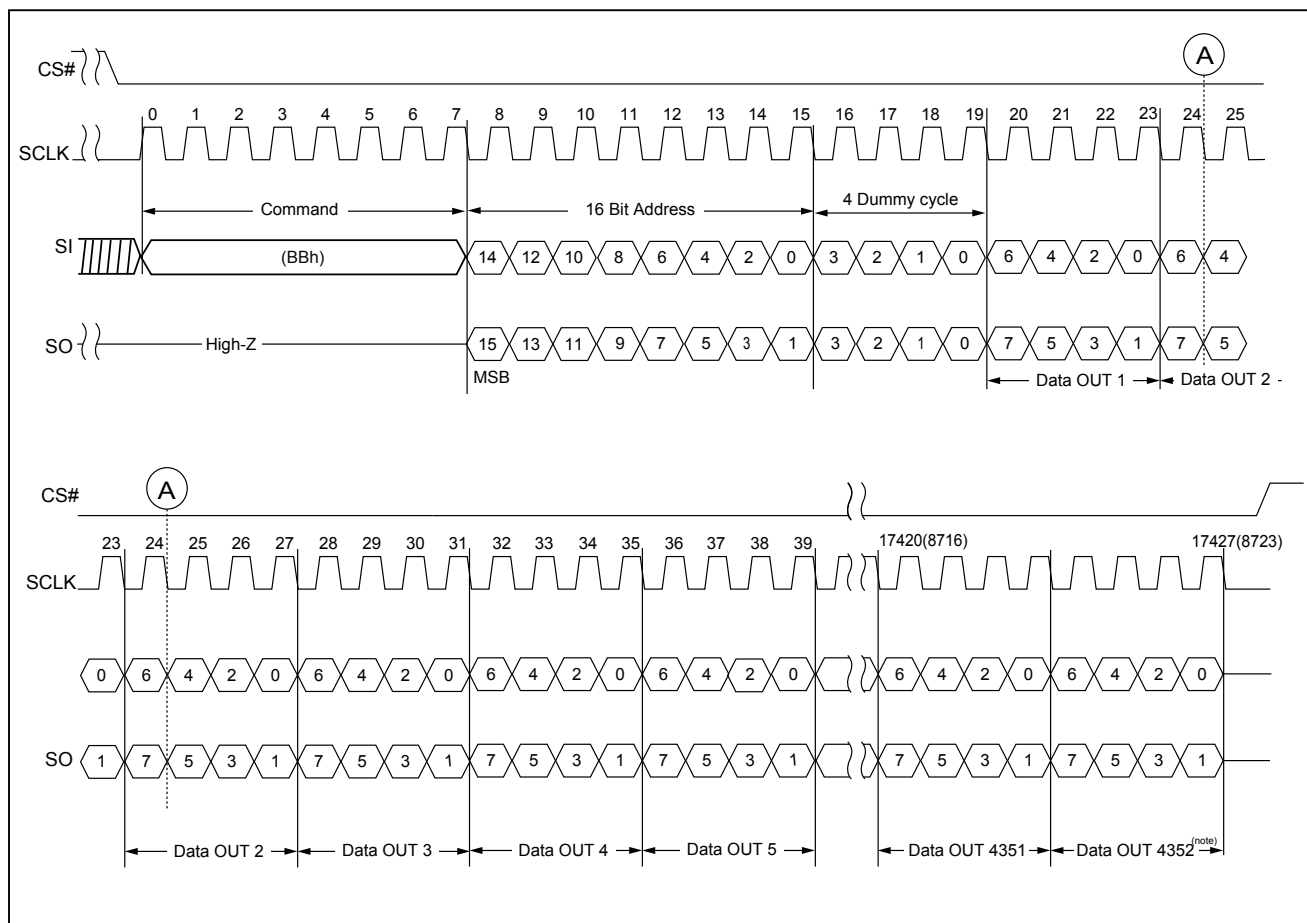 A
CS#
0 1 2 3 4 5 6 7 8 9 10 11 12 13 14 15 16 17 18 19 20 21 22 23 24 25
SCLK
Command 16 Bit Address 4 Dummy cycle
SI (BBh) 14 12 10 8 6 4 2 0 3 2 1 0 6 4 2 0 6 4
SO High-Z 15 13 11 9 7 5 3 1 3 2 1 0 7 5 3 1 7 5
MSB Data OUT 1 Data OUT 2
A
CS#
23 24 25 26 27 28 29 30 31 32 33 34 35 36 37 38 39 17420(8716) 17427(8723)
SCLK
0 6 4 2 0 6 4 2 0 6 4 2 0 6 4 2 0 6 4 2 0 6 4 2 0
SO 1 7 5 3 1 7 5 3 1 7 5 3 1 7 5 3 1 7 5 3 1 7 5 3 1
Data OUT 2 Data OUT 3 Data OUT 4 Data OUT 5 Data OUT 4351 Data OUT 4352(note)